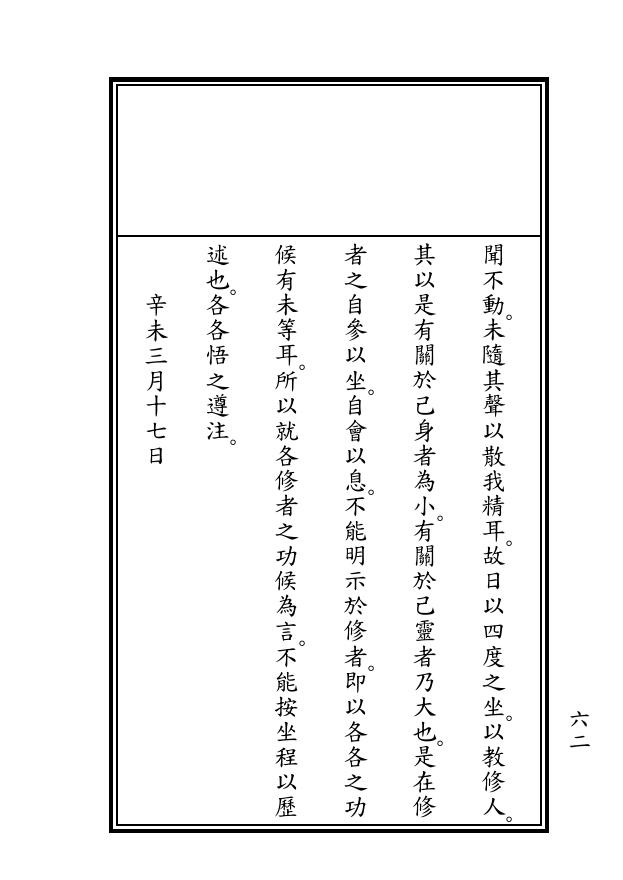 聞不動。未隨其聲以散我精耳。故日以四度之坐。以教修人。
其以是有關於己身者為小。有關於己靈者乃大也。是在修
者之自參以坐。自會以息。不能明示於修者。即以各各之功
候有未等耳。所以就各修者之功候為言。不能按坐程以歷
述也。各各悟之遵注。
辛未三月十七日
六二